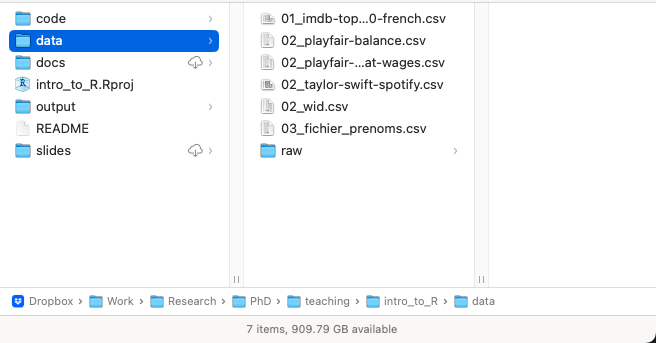 code
data
docs
intro_to_R.Rproj
output
README
slides
01_imdb-top...0-french.csv
02_playfair-balance.csv
02_playfair-...at-wages.csv
02_taylor-swift-spotify.csv
02_wid.csv
03_fichier_prenoms.csv
raw
Dropbox › Work › Research › PhD › teaching › intro_to_R › data
7 items, 909.79 GB available